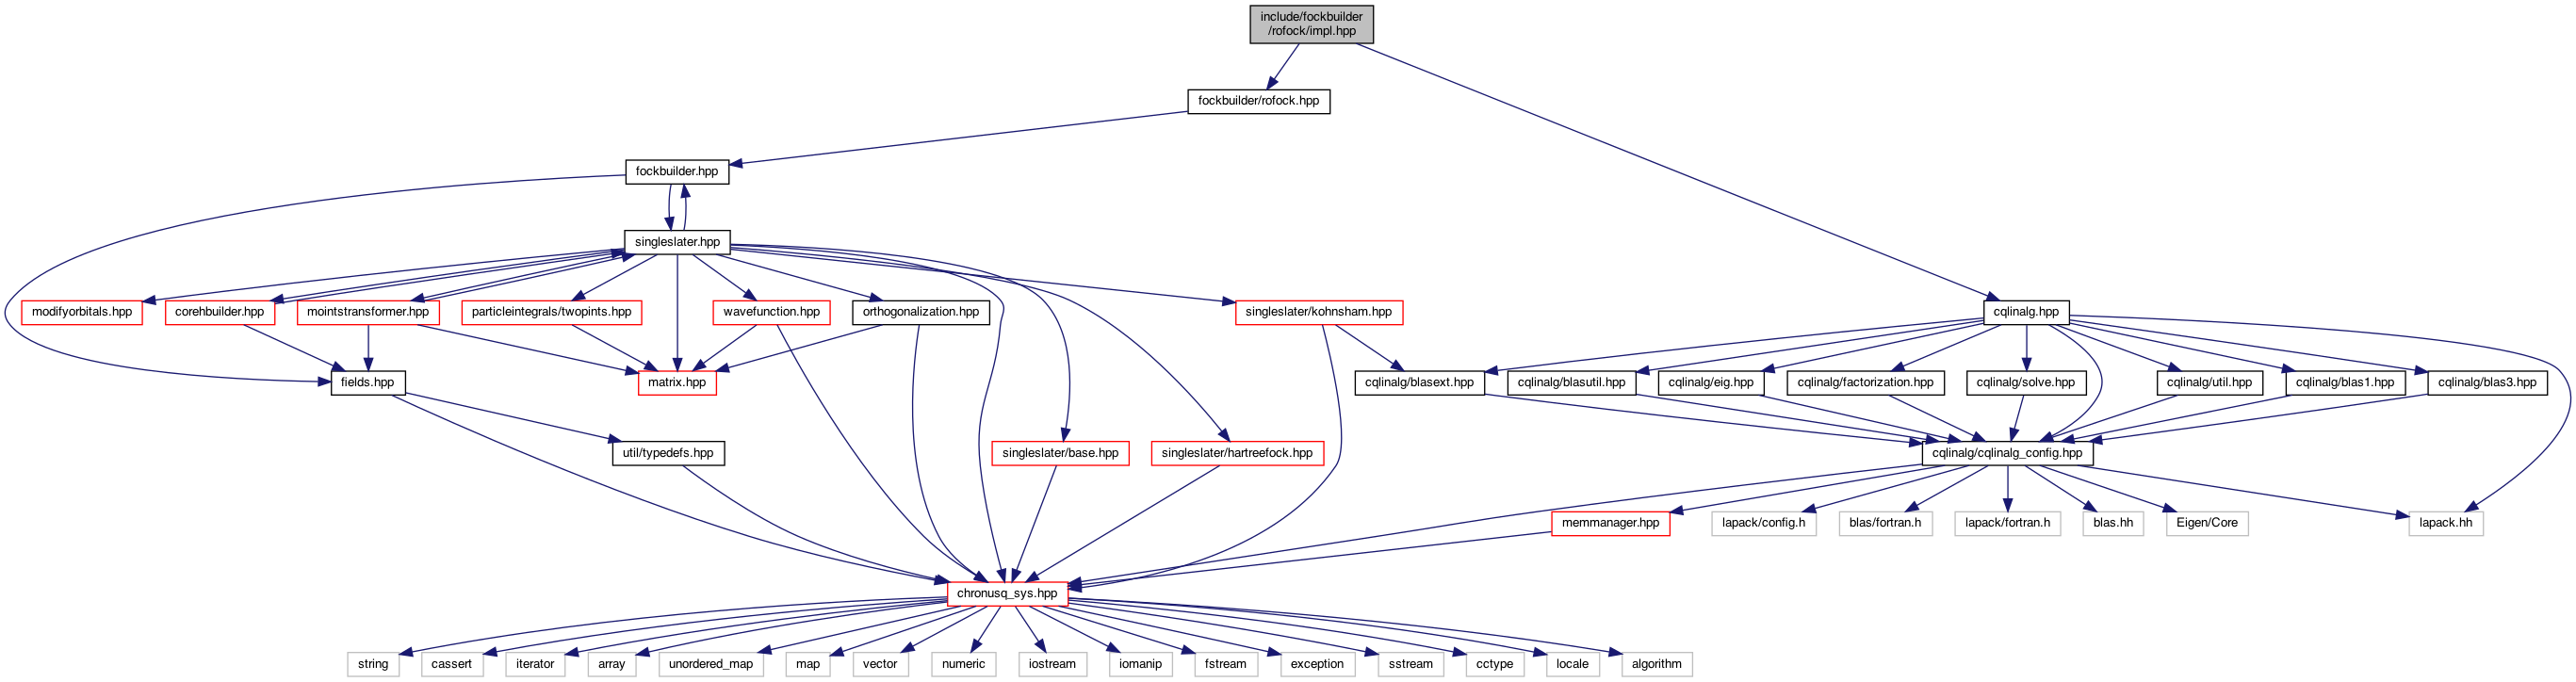 include/fockbuilder
/rofock/impl.hpp
fockbuilder/rofock.hpp
fockbuilder.hpp
singleslater.hpp
modifyorbitals.hpp
corehbuilder.hpp
mointstransformer.hpp
particleintegrals/twopints.hpp
wavefunction.hpp
orthogonalization.hpp
singleslater/kohnsham.hpp
cqlinalg.hpp
fields.hpp
matrix.hpp
cqlinalg/blasext.hpp
cqlinalg/blasutil.hpp
cqlinalg/eig.hpp
cqlinalg/factorization.hpp
cqlinalg/solve.hpp
cqlinalg/util.hpp
cqlinalg/blas1.hpp
cqlinalg/blas3.hpp
util/typedefs.hpp
singleslater/base.hpp
singleslater/hartreefock.hpp
cqlinalg/cqlinalg_config.hpp
memmanager.hpp
lapack/config.h
blas/fortran.h
lapack/fortran.h
blas.hh
Eigen/Core
lapack.hh
chronusq_sys.hpp
string
cassert
iterator
array
unordered_map
map
vector
numeric
iostream
iomanip
fstream
exception
sstream
cctype
locale
algorithm